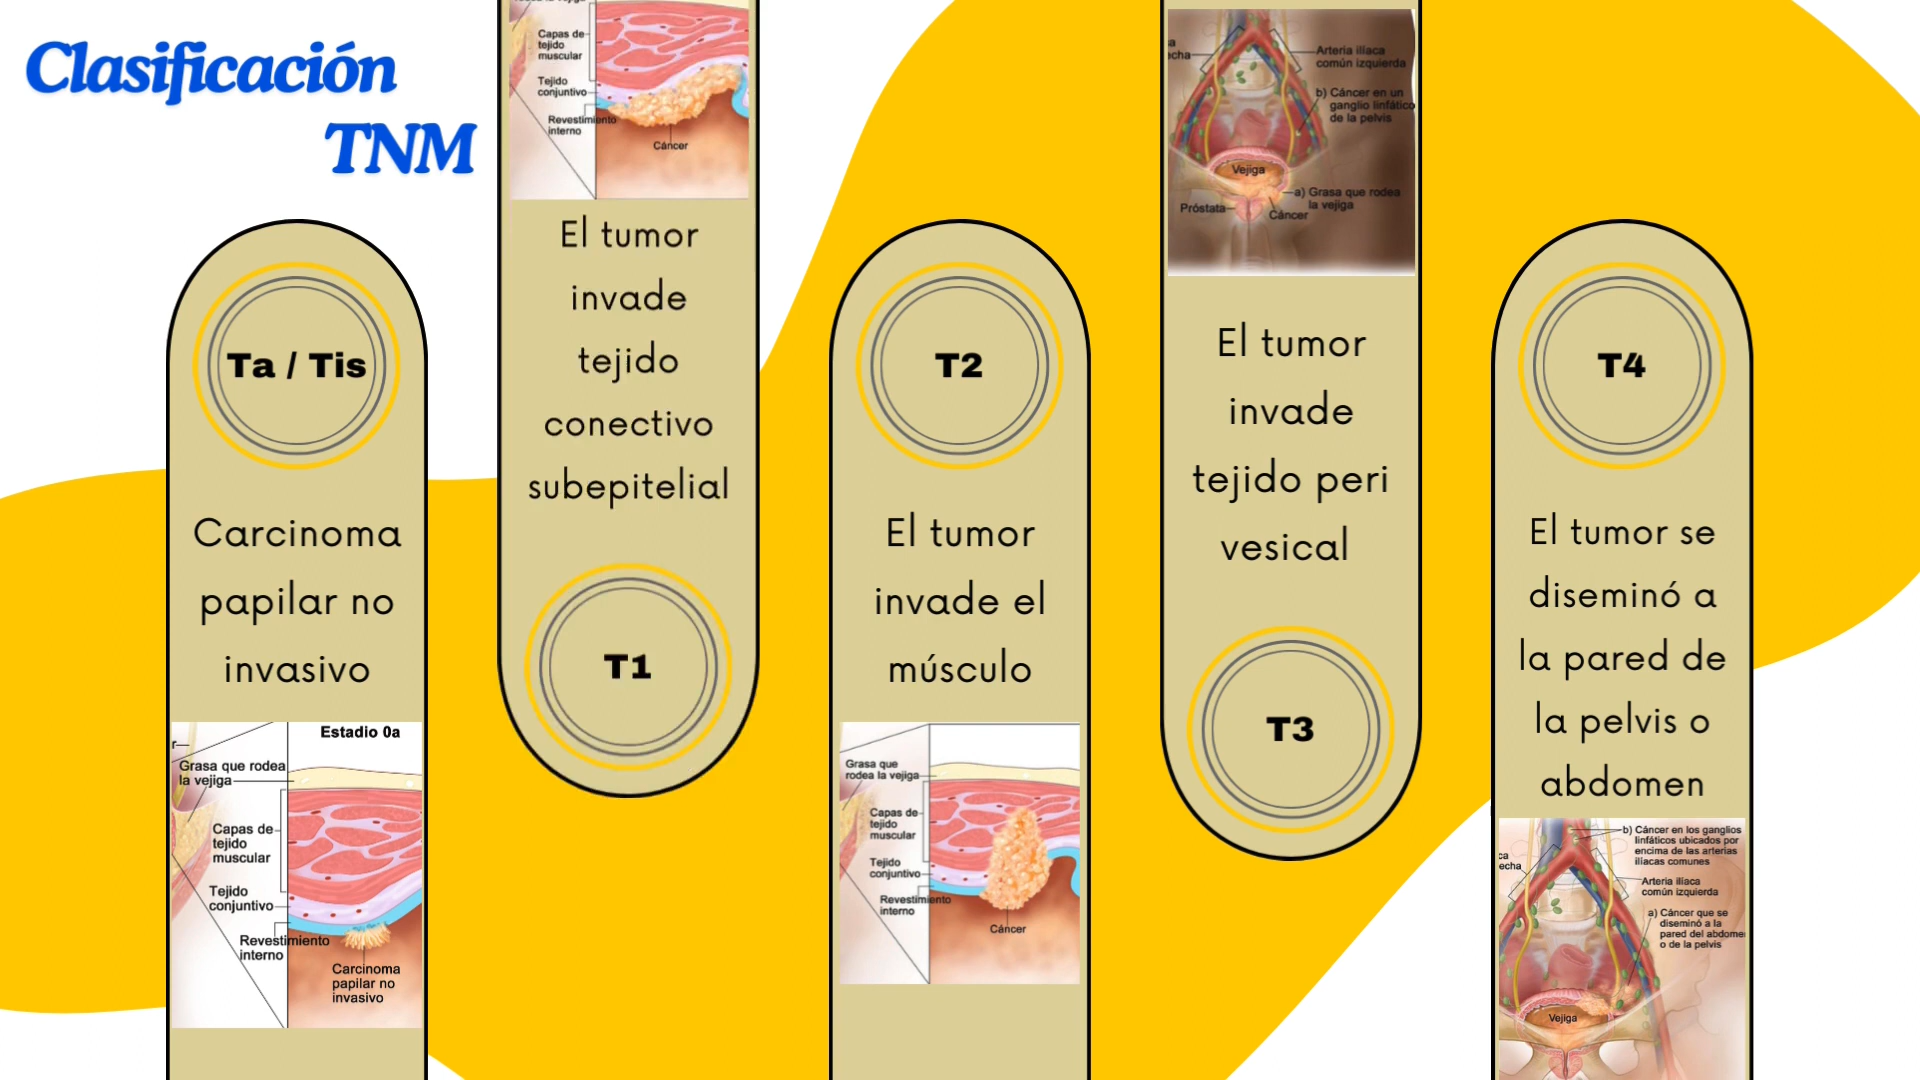 Clasificación
TNM
Ta / Tis
Carcinoma
papilar no
invasivo
Estadio 0a
Grasa que rodea
la vejiga
Capas de
tejido
muscular
Tejido
conjuntivo
Revestimiento
interno
Carcinoma
papilar no
invasivo
Capas de
tejido
muscular
Tejido
conjuntivo
Revestimiento
interno
Cáncer
El tumor
invade
tejido
conectivo
subepitelial
T1
T2
El tumor
invade el
músculo
Grasa que
rodea la vejiga
Capas de
tejido
muscular
Tejido
conjuntivo
Revestimiento
interno
Cáncer
Arteria ilíaca
común izquierda
b) Cáncer en un
ganglio linfático
de la pelvis
Vejiga
a) Grasa que rodea
la vejiga
Próstata
Cáncer
El tumor
invade
tejido peri
vesical
T3
T4
El tumor se
diseminó a
la pared de
la pelvis o
abdomen
b) Cáncer en los ganglios
linfáticos ubicados por
encima de las arterias
ilíacas comunes
Arteria ilíaca
común izquierda
a) Cáncer que se
diseminó a la
pared del abdome
o de la pelvis
Vejiga